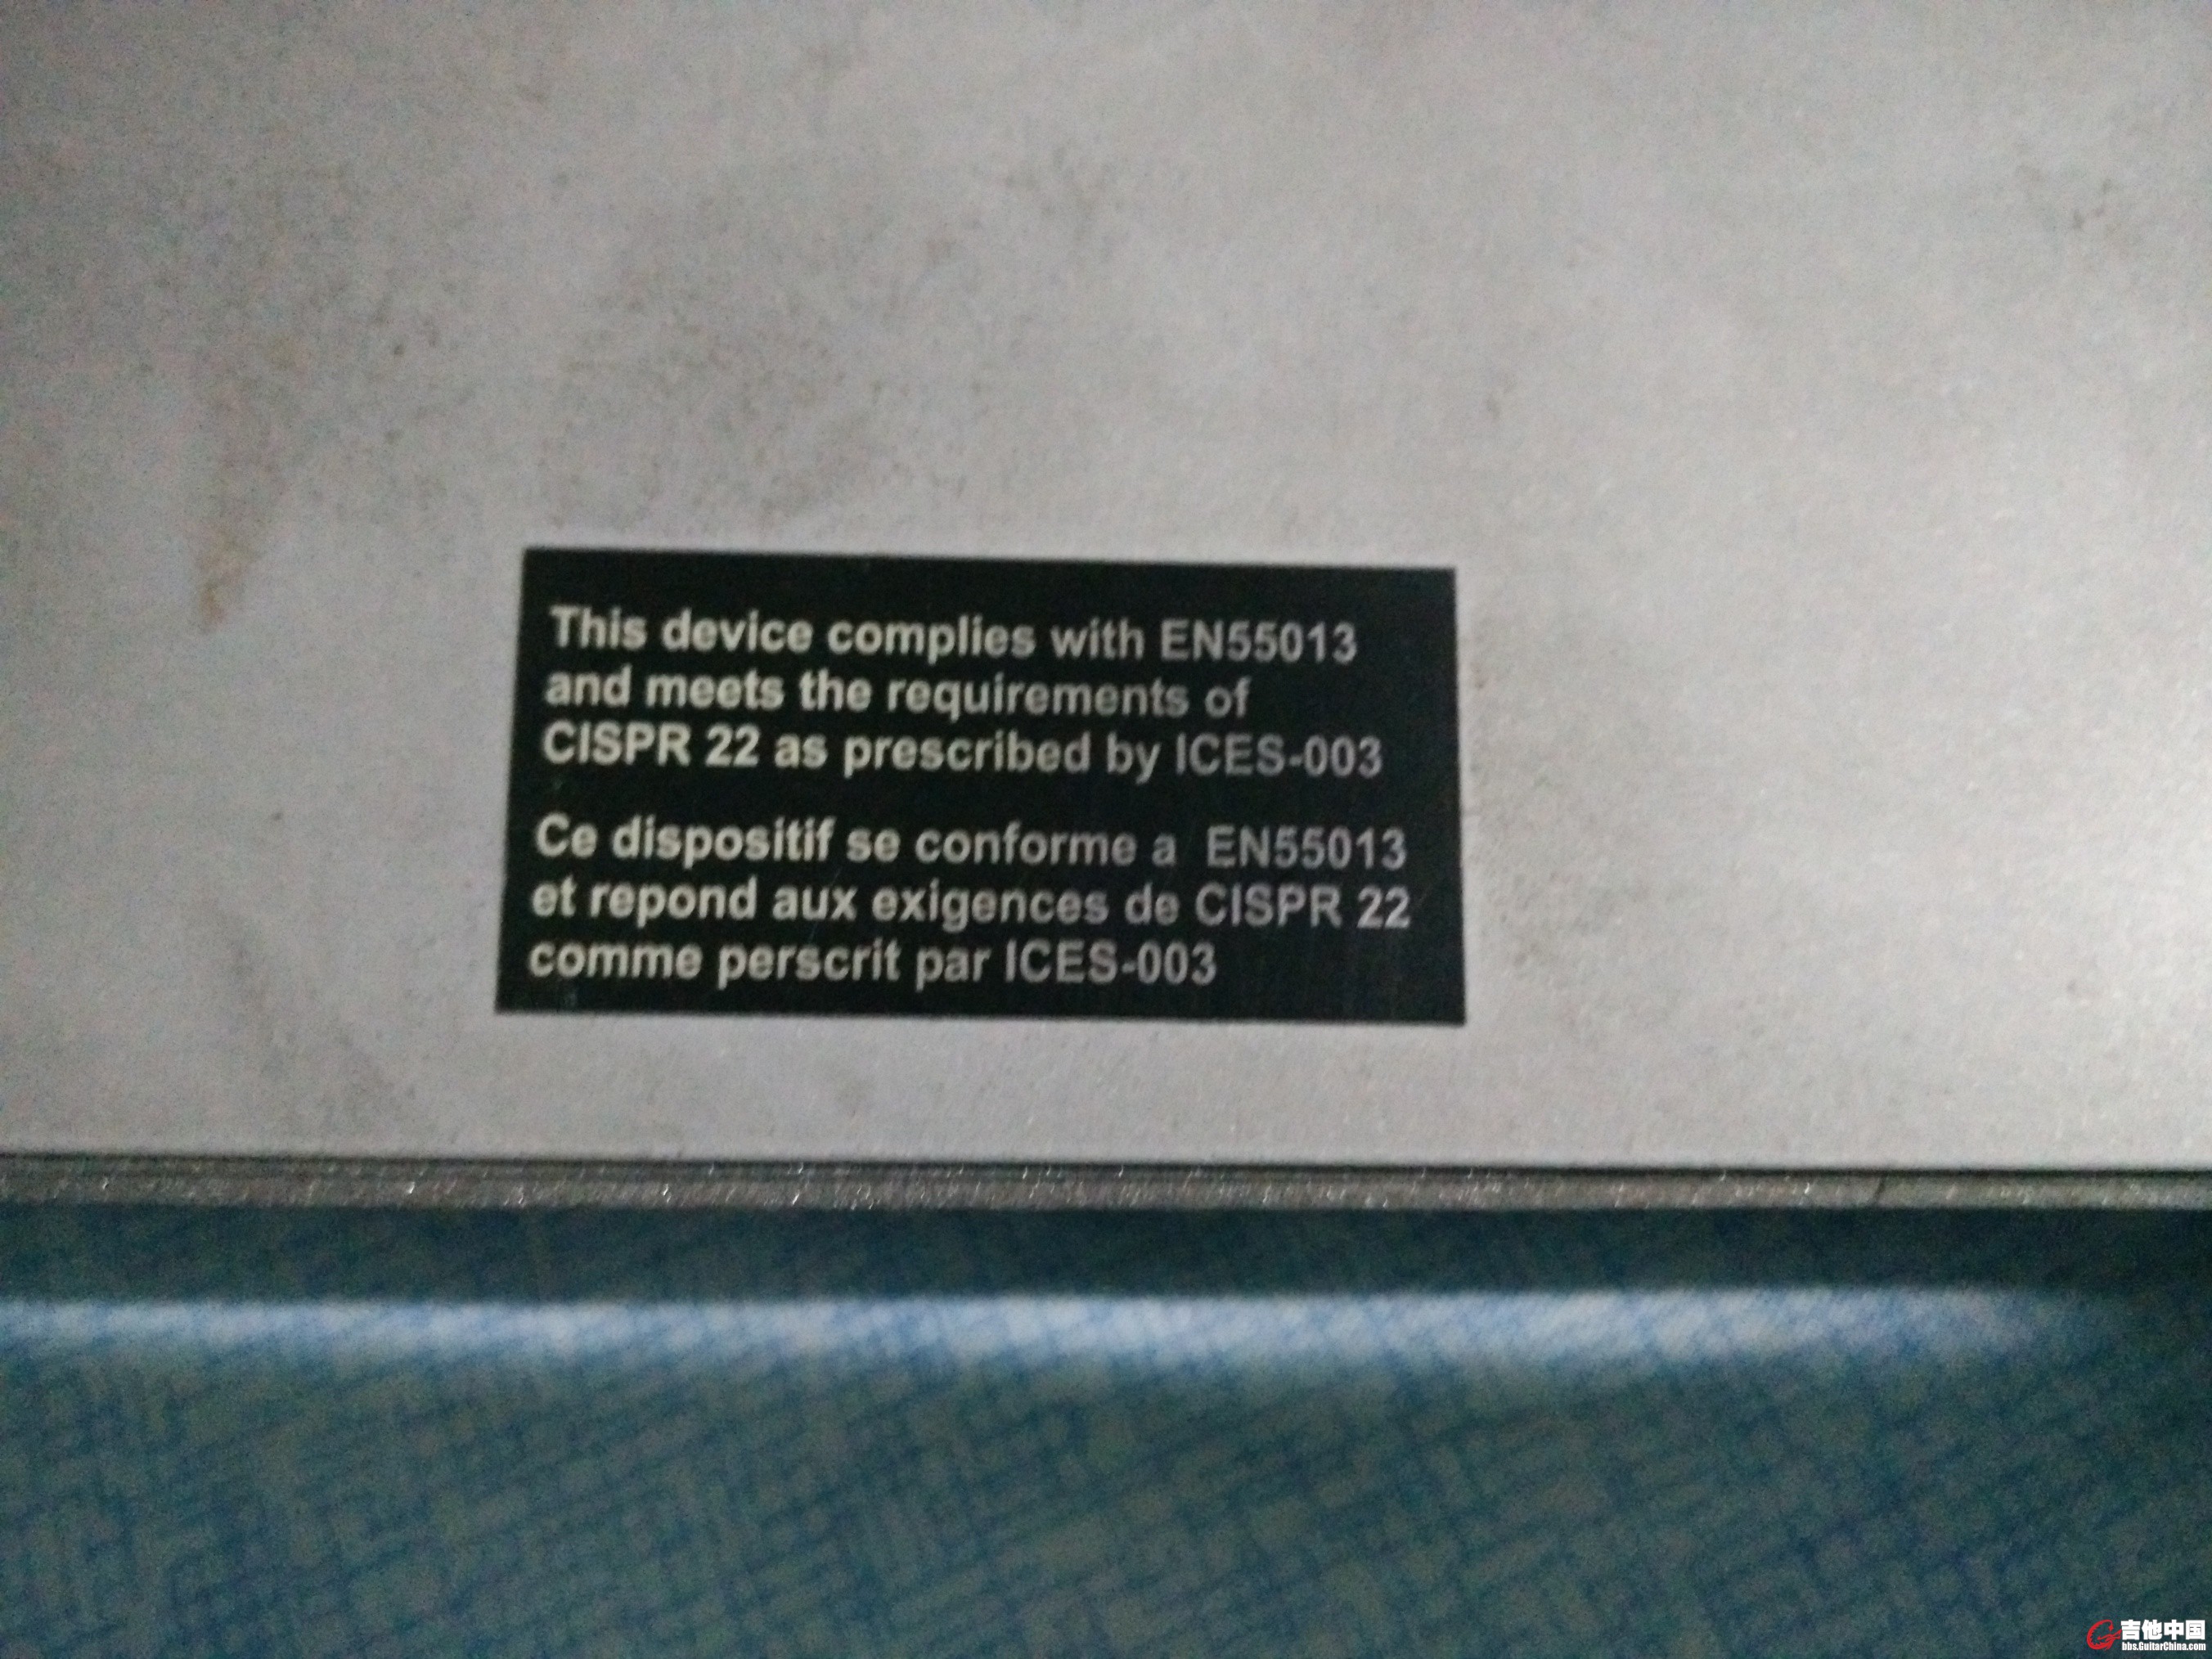 This device complies with EN55013
and meets the requirements of
CISPR 22 as prescribed by ICES-003
Ce dispositif se conforme a EN55013
et repond aux exigences de CISPR 22
comme perscrit par ICES-003
吉他中国
bbs.GuitarChina.com